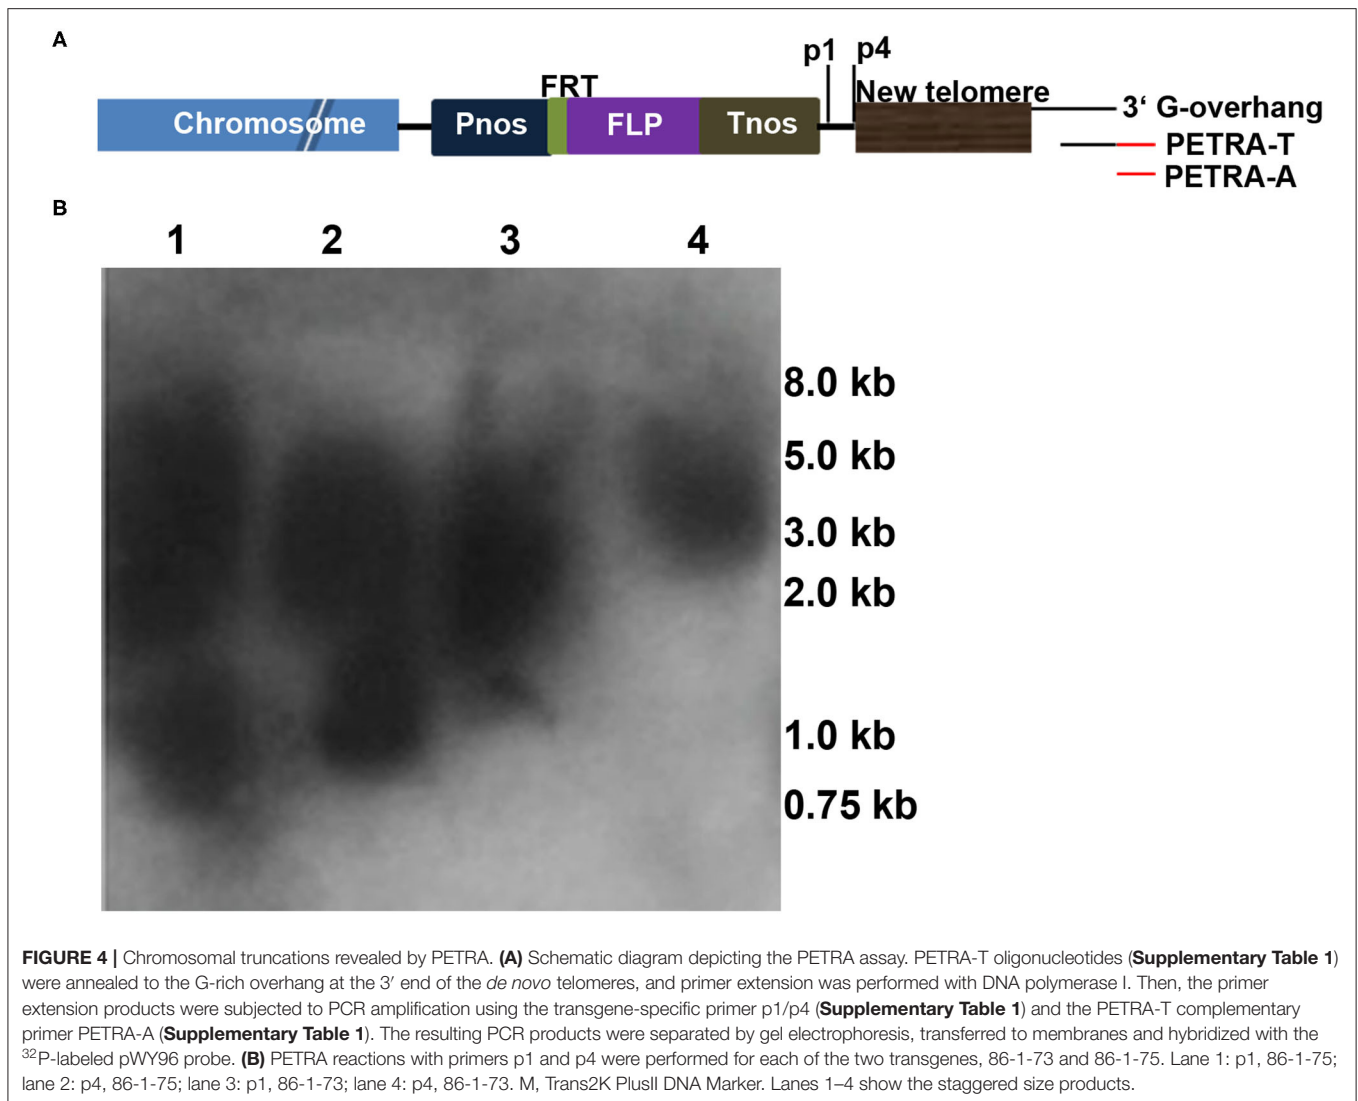 A
p1 p4
FRT
New telomere
Chromosome
Pnos
FLP
Tnos
3‘ G-overhang
PETRA-T
PETRA-A
B
1 2 3 4
8.0 kb
5.0 kb
3.0 kb
2.0 kb
1.0 kb
0.75 kb
FIGURE 4 | Chromosomal truncations revealed by PETRA. (A) Schematic diagram depicting the PETRA assay. PETRA-T oligonucleotides (Supplementary Table 1)
were annealed to the G-rich overhang at the 3′ end of the de novo telomeres, and primer extension was performed with DNA polymerase I. Then, the primer
extension products were subjected to PCR amplification using the transgene-specific primer p1/p4 (Supplementary Table 1) and the PETRA-T complementary
primer PETRA-A (Supplementary Table 1). The resulting PCR products were separated by gel electrophoresis, transferred to membranes and hybridized with the
³²P-labeled pWY96 probe. (B) PETRA reactions with primers p1 and p4 were performed for each of the two transgenes, 86-1-73 and 86-1-75. Lane 1: p1, 86-1-75;
lane 2: p4, 86-1-75; lane 3: p1, 86-1-73; lane 4: p4, 86-1-73. M, Trans2K PlusII DNA Marker. Lanes 1–4 show the staggered size products.